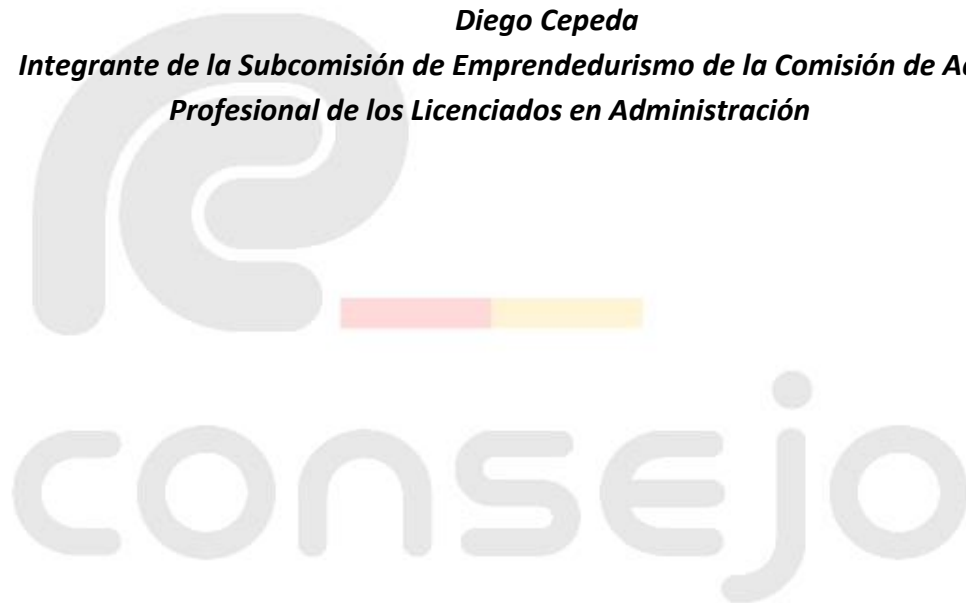 Diego Cepeda
Integrante de la Subcomisión de Emprendedurismo de la Comisión de
Profesional de los Licenciados en Administración
consejo